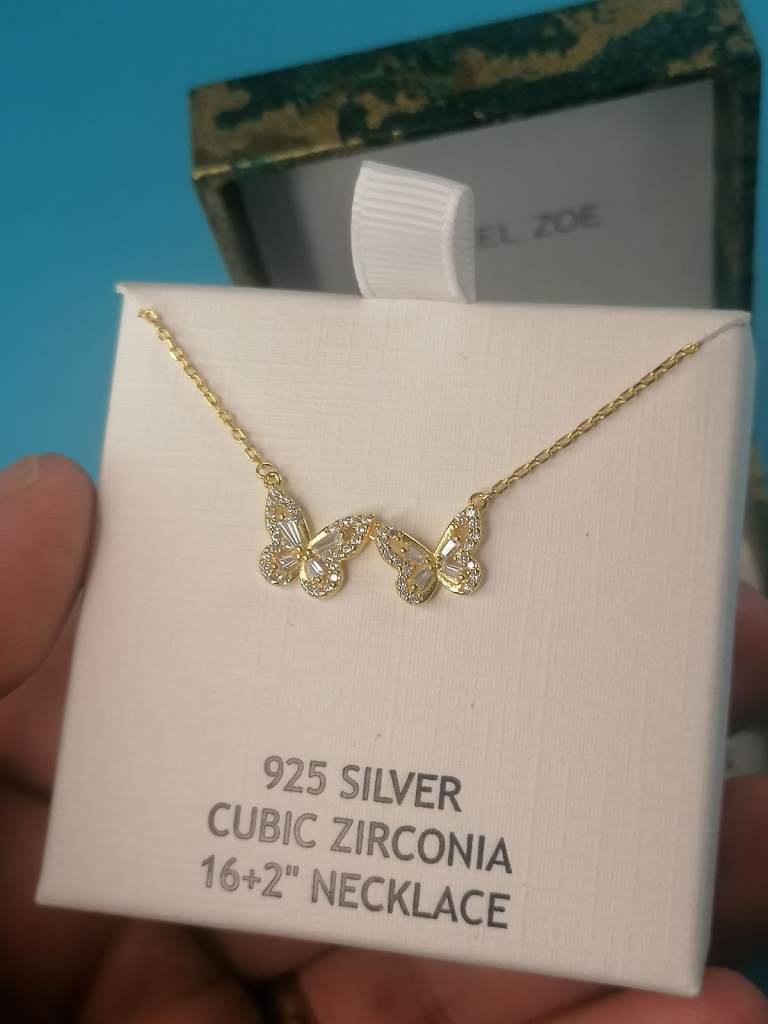 EL ZOE
925 SILVER
CUBIC ZIRCONIA
16+2" NECKLACE